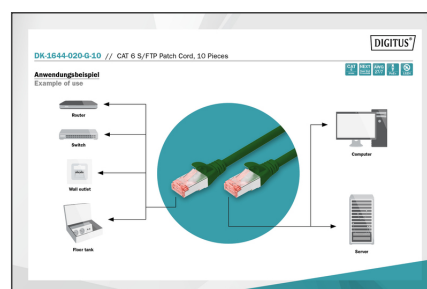 DIGITUS®
DK-1644-020-G-10 // CAT 6 S/FTP Patch Cord, 10 Pieces
Anwendungsbeispiel
Example of use
Router
Switch
Wall outlet
Floor tank
Computer
Server